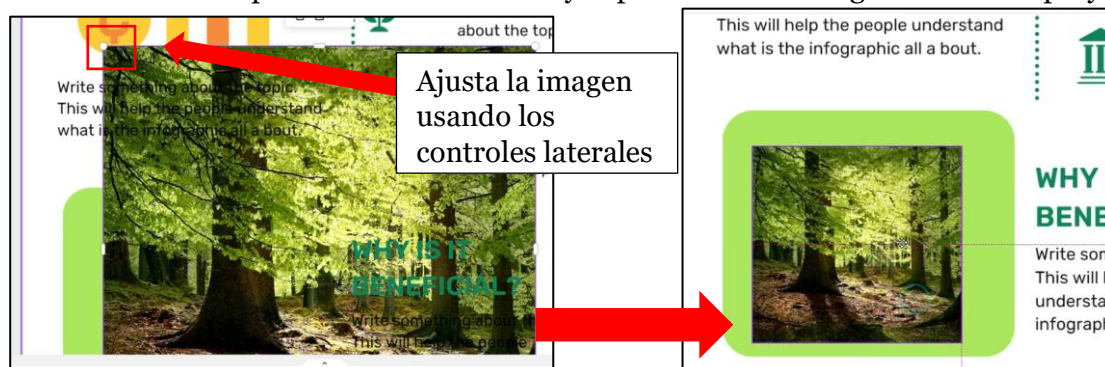 about the top
Write something about the topic.
This will help the people understand
what is the infographic all a bout.
Ajusta la imagen
usando los
controles laterales
WHY IS IT
BENEFICIAL?
Write something about
This will help the people
This will help the people understand
what is the infographic all a bout.
WHY
BENE
Write som
This will
understa
infograph